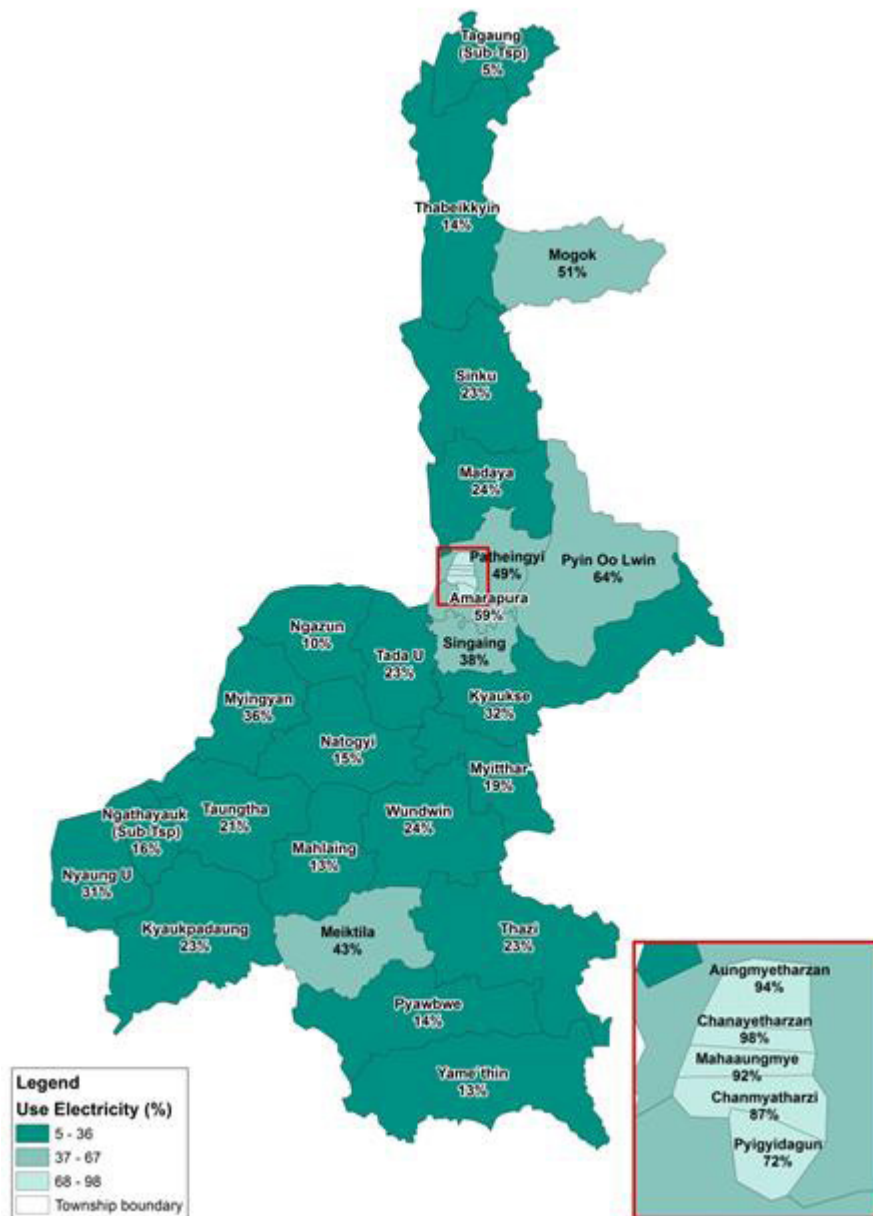 Tagaung
(Sub-Tsp)
5%
Thabeikkyin
14%
Mogok
51%
Sinku
23%
Madaya
24%
Patheingyi
49%
Pyin Oo Lwin
64%
Amarapura
59%
Singaing
38%
Ngazun
10%
Tada U
23%
Myingyan
36%
Kyaukse
32%
Natogyi
15%
Myitthar
19%
Ngathayauk
(Sub-Tsp)
16%
Taungtha
21%
Wundwin
24%
Mahlaing
13%
Nyaung U
31%
Kyaukpadaung
23%
Meiktila
43%
Thazi
23%
Pyawbwe
14%
Yame`thin
13%
Aungmyetharzan
94%
Chanayetharzan
98%
Mahaaungmye
92%
Chanmyatharzi
87%
Pyigyidagun
72%
Legend
Use Electricity (%)
5 - 36
37 - 67
68 - 98
Township boundary